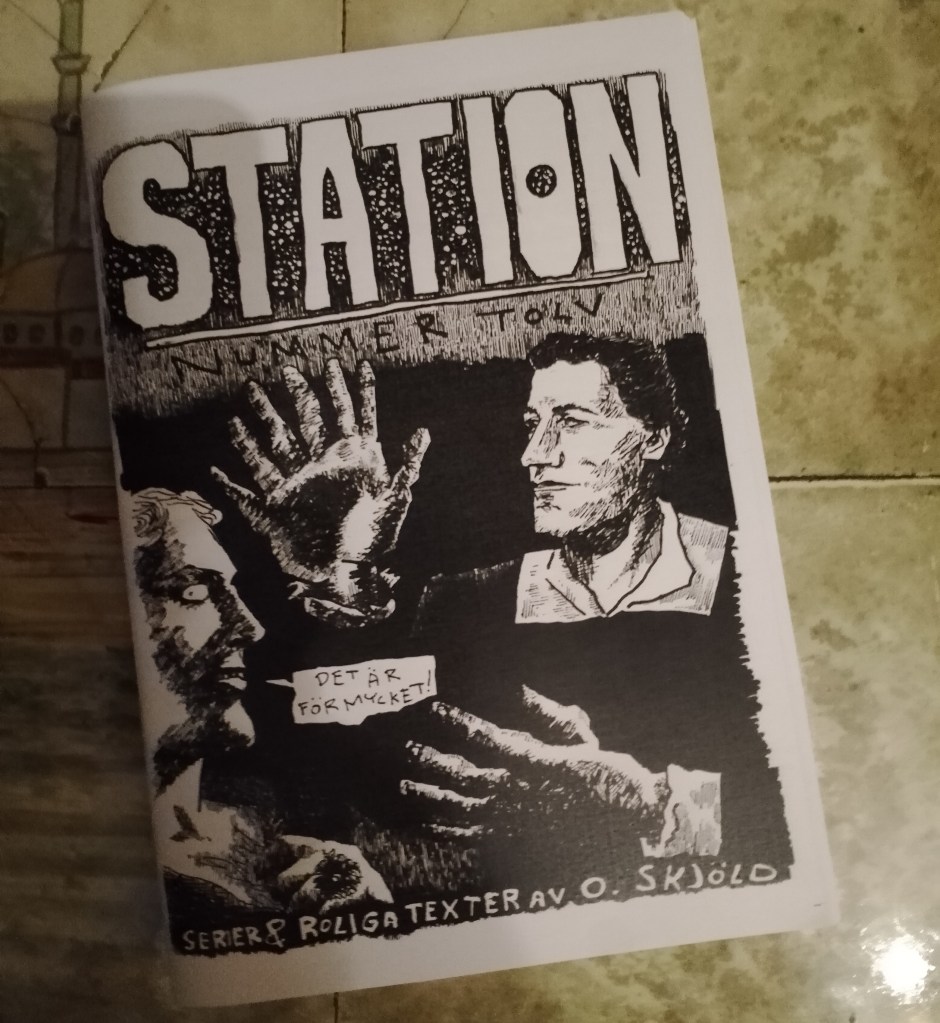 STATION
NUMMER TOLV
DET ÄR
FÖR MYCKET!
SERIER & ROLIGA TEXTER AV O. SKJÖLD